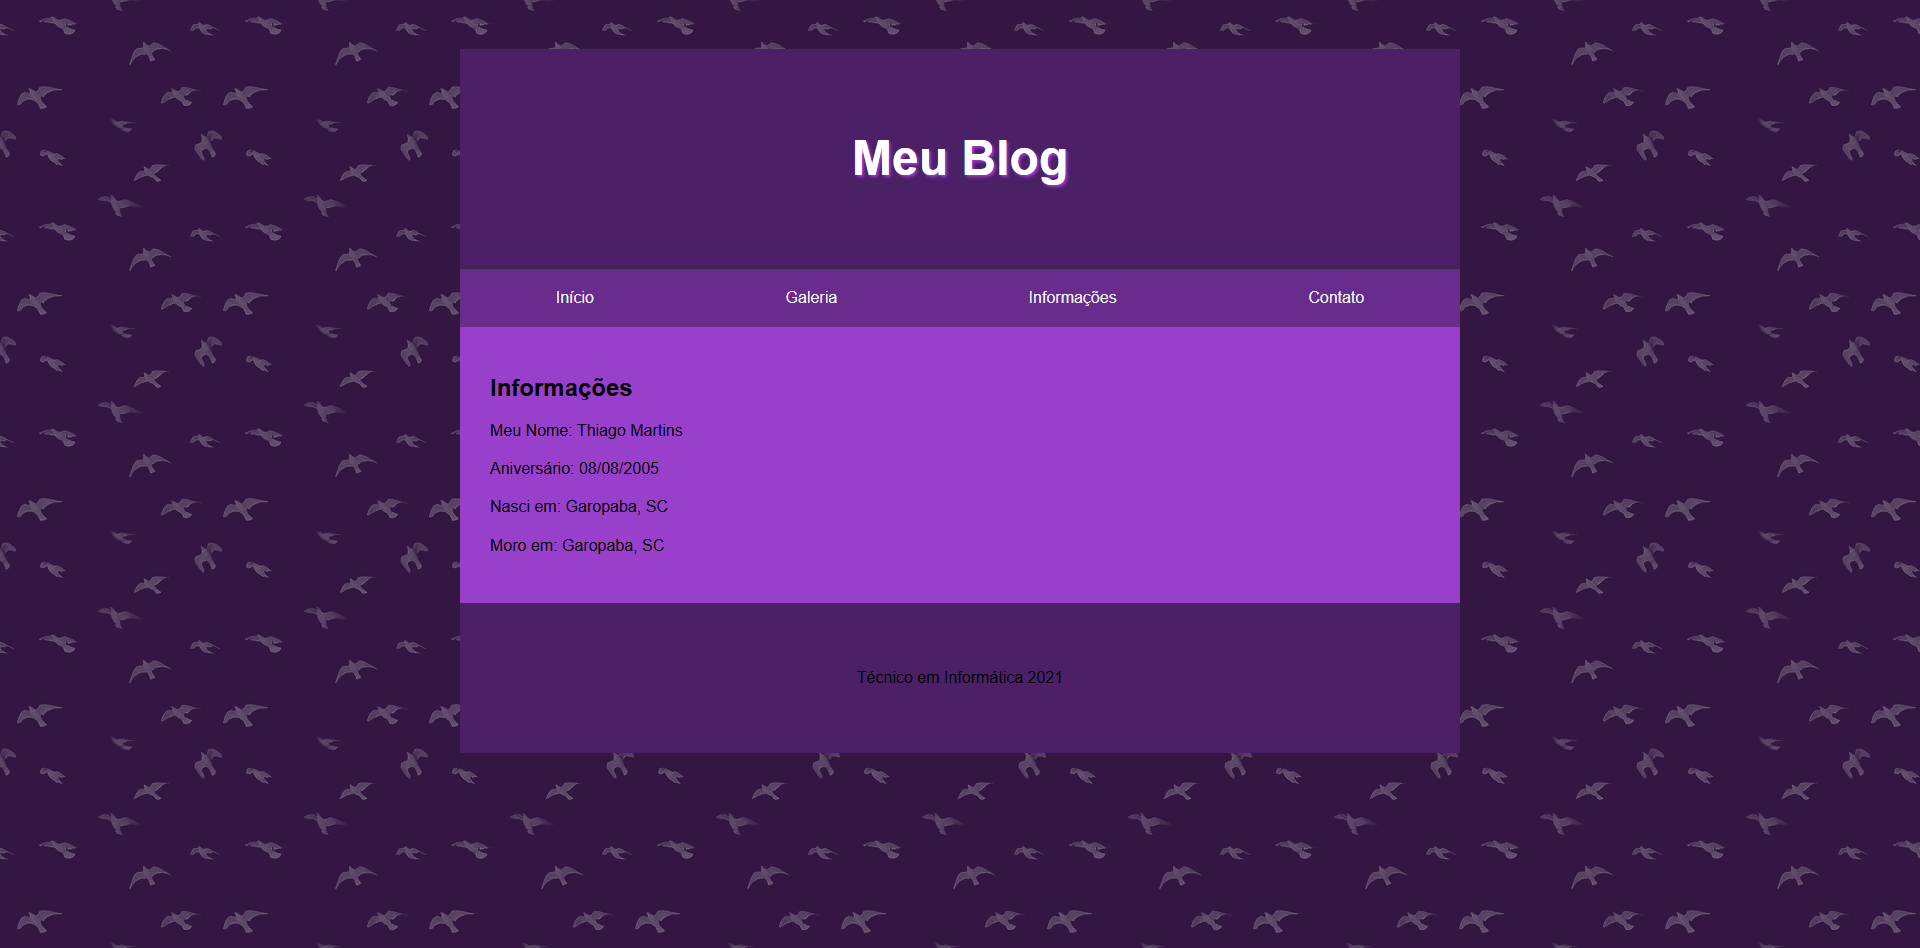 Meu Blog
Início Galeria Informações Contato
Informações
Meu Nome: Thiago Martins
Aniversário: 08/08/2005
Nasci em: Garopaba, SC
Moro em: Garopaba, SC
Técnico em Informática 2021